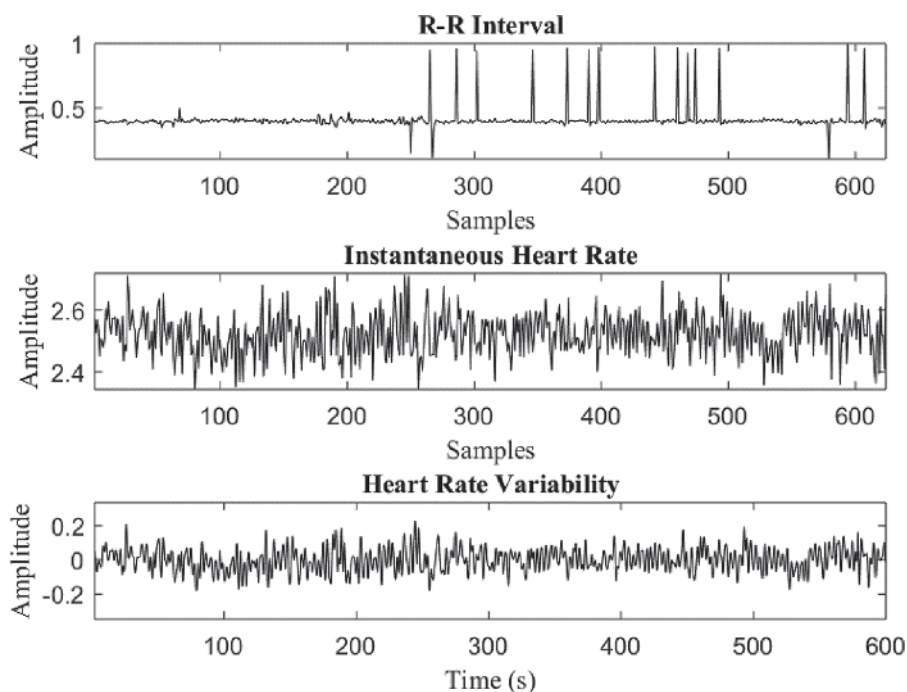 R-R Interval
Amplitude
1
0.5
100 200 300 400 500 600
Samples
Instantaneous Heart Rate
Amplitude
2.6
2.4
100 200 300 400 500 600
Samples
Heart Rate Variability
Amplitude
0.2
0
-0.2
100 200 300 400 500 600
Time (s)